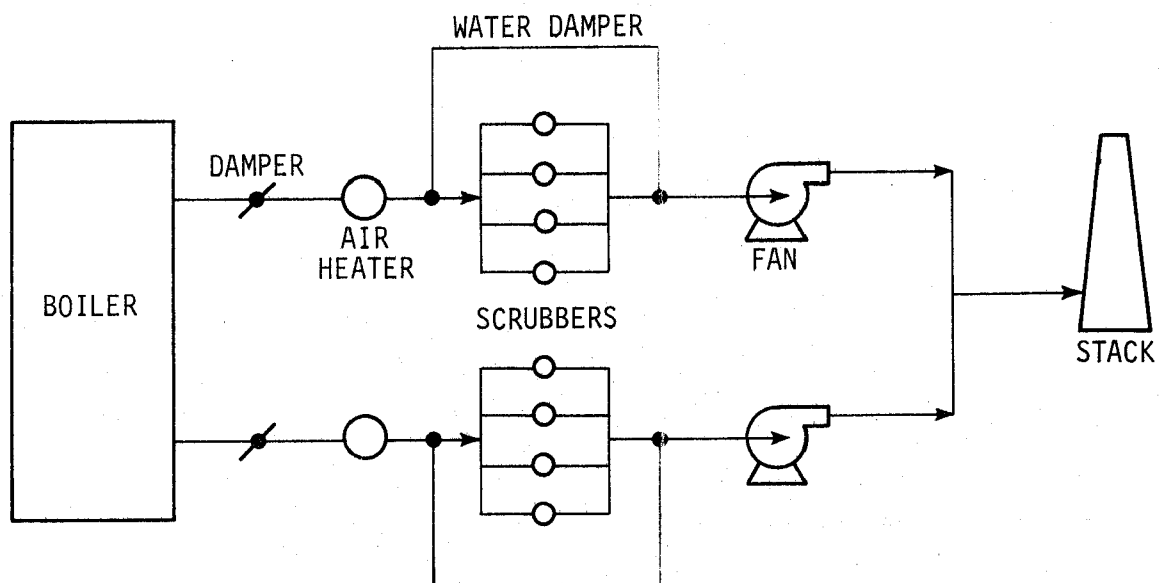 WATER DAMPER
DAMPER
AIR
HEATER
FAN
BOILER
SCRUBBERS
STACK